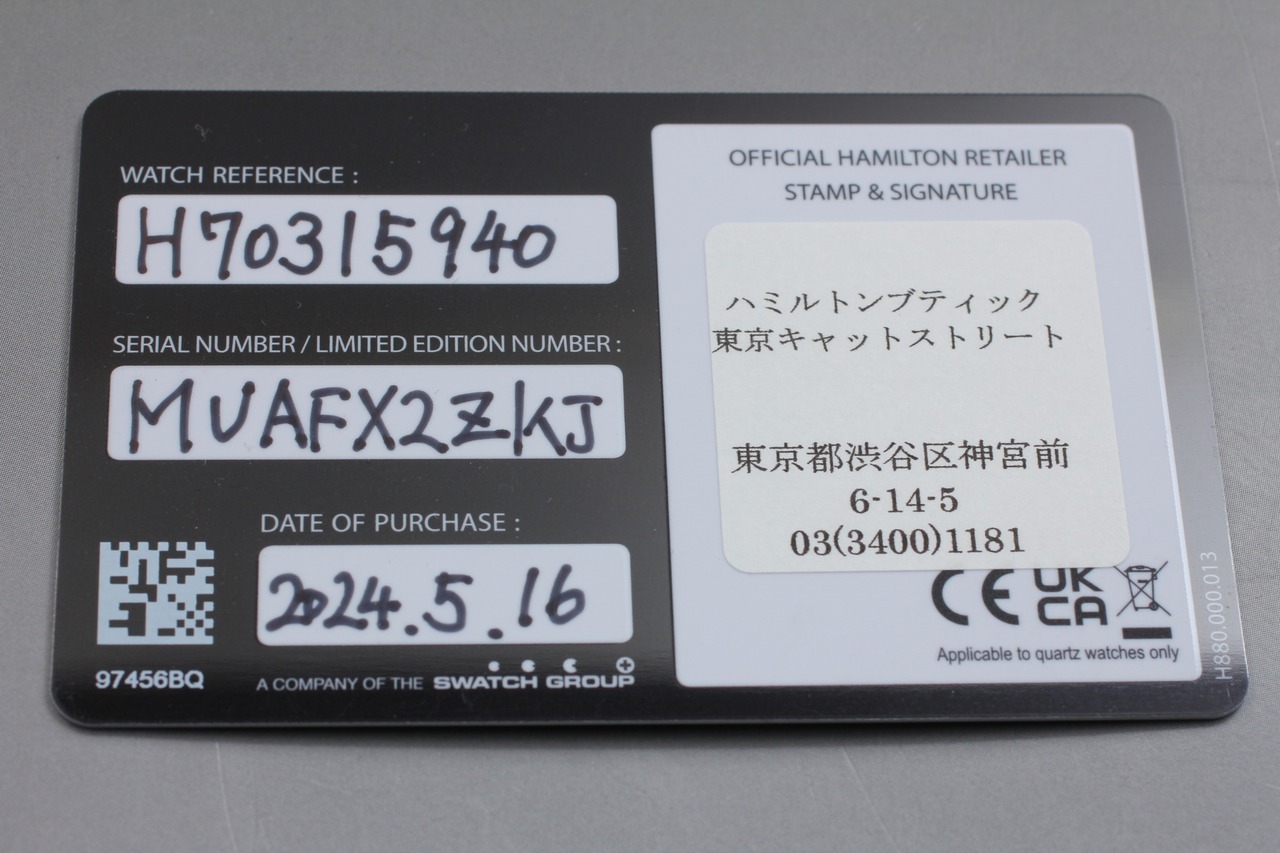 WATCH REFERENCE :
H70315940
SERIAL NUMBER / LIMITED EDITION NUMBER :
MUAFX2ZKJ
DATE OF PURCHASE :
2024.5.16
97456BQ
A COMPANY OF THE SWATCH GROUP
OFFICIAL HAMILTON RETAILER
STAMP & SIGNATURE
ハミルトンブティック
東京キャットストリート
東京都渋谷区神宮前
6-14-5
03(3400)1181
CE UK CA
Applicable to quartz watches only
H880.000.013